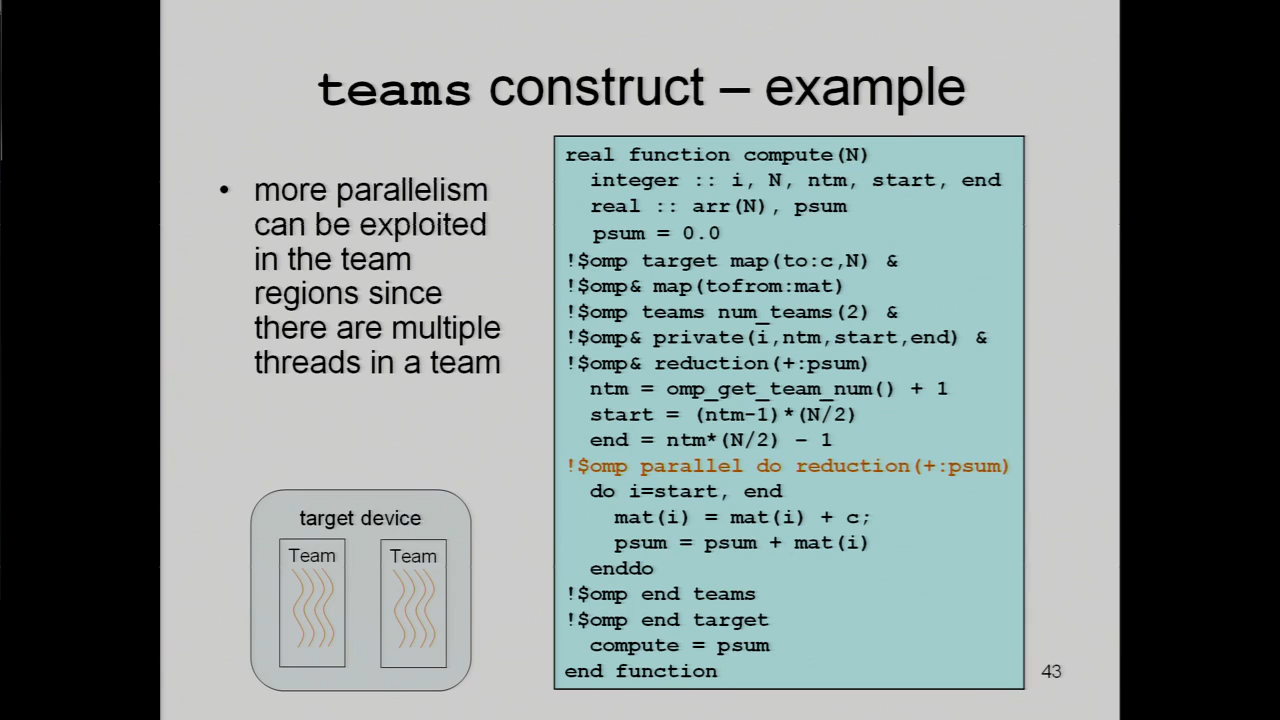 teams construct – example
• more parallelism
can be exploited
in the team
regions since
there are multiple
threads in a team
real function compute(N)
integer :: i, N, ntm, start, end
real :: arr(N), psum
psum = 0.0
!$omp target map(to:c,N) &
!$omp& map(tofrom:mat)
!$omp teams num_teams(2) &
!$omp& private(i,ntm,start,end) &
!$omp& reduction(+:psum)
ntm = omp_get_team_num() + 1
start = (ntm-1)*(N/2)
end = ntm*(N/2) – 1
!$omp parallel do reduction(+:psum)
do i=start, end
mat(i) = mat(i) + c;
psum = psum + mat(i)
enddo
!$omp end teams
!$omp end target
compute = psum
end function
target device
Team
Team
43